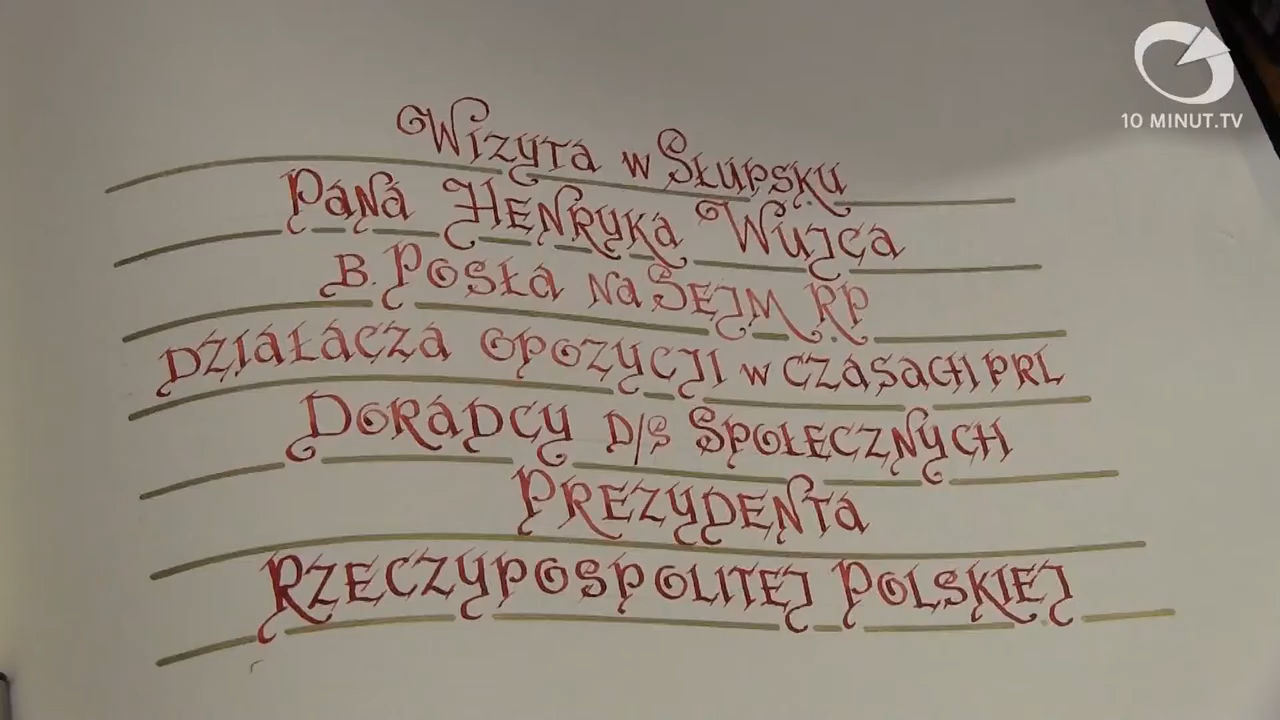 10 MINUT.TV
Wizyta w Słupsku
Pana Henryka Wujca
B. Posła na Sejm RP
Działacza opozycji w czasach PRL
Doradcy D/S Społecznych
Prezydenta
Rzeczypospolitej Polskiej